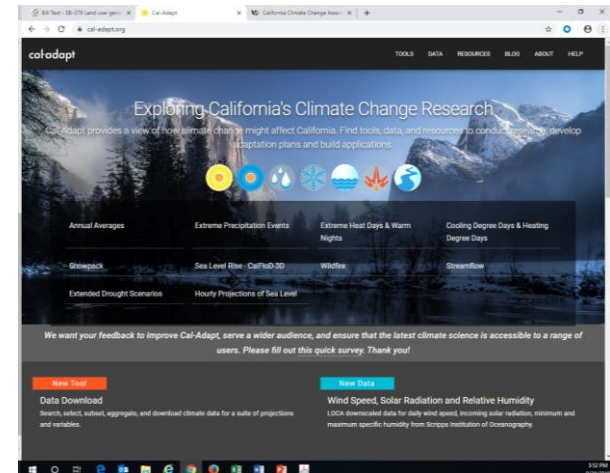 Bill Text - SB-379 Land use: gene
Cal-Adapt
California Climate Change Asses
cal-adapt.org
cal-adapt
TOOLS DATA RESOURCES BLOG ABOUT HELP
Exploring California's Climate Change Research
Cal-Adapt provides a view of how climate change might affect California. Find tools, data, and resources to conduct research, develop
adaptation plans and build applications.
Annual Averages
Extreme Precipitation Events
Extreme Heat Days & Warm
Nights
Cooling Degree Days & Heating
Degree Days
Snowpack
Sea Level Rise - CalFloD-3D
Wildfire
Streamflow
Extended Drought Scenarios
Hourly Projections of Sea Level
We want your feedback to improve Cal-Adapt, serve a wider audience, and ensure that the latest climate science is accessible to a range of
users. Please fill out this quick survey. Thank you!
New Tool
Data Download
Search, select, subset, aggregate, and download climate data for a suite of projections
and variables.
New Data
Wind Speed, Solar Radiation and Relative Humidity
LOCA downscaled data for daily wind speed, incoming solar radiation, minimum and
maximum specific humidity from Scripps Institution of Oceanography.
3:52 PM